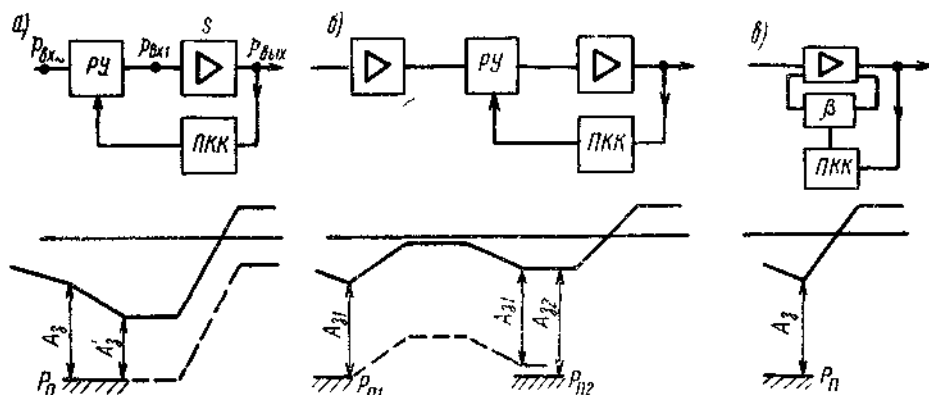 а) б) в)
Pвх~ РУ Pвх1 S Pвых
ПКК
РУ
ПКК
β
ПКК
Aз A'з Pп
Aз1 Pп1 Aз1 Aз2 Pп2
Aз Pп